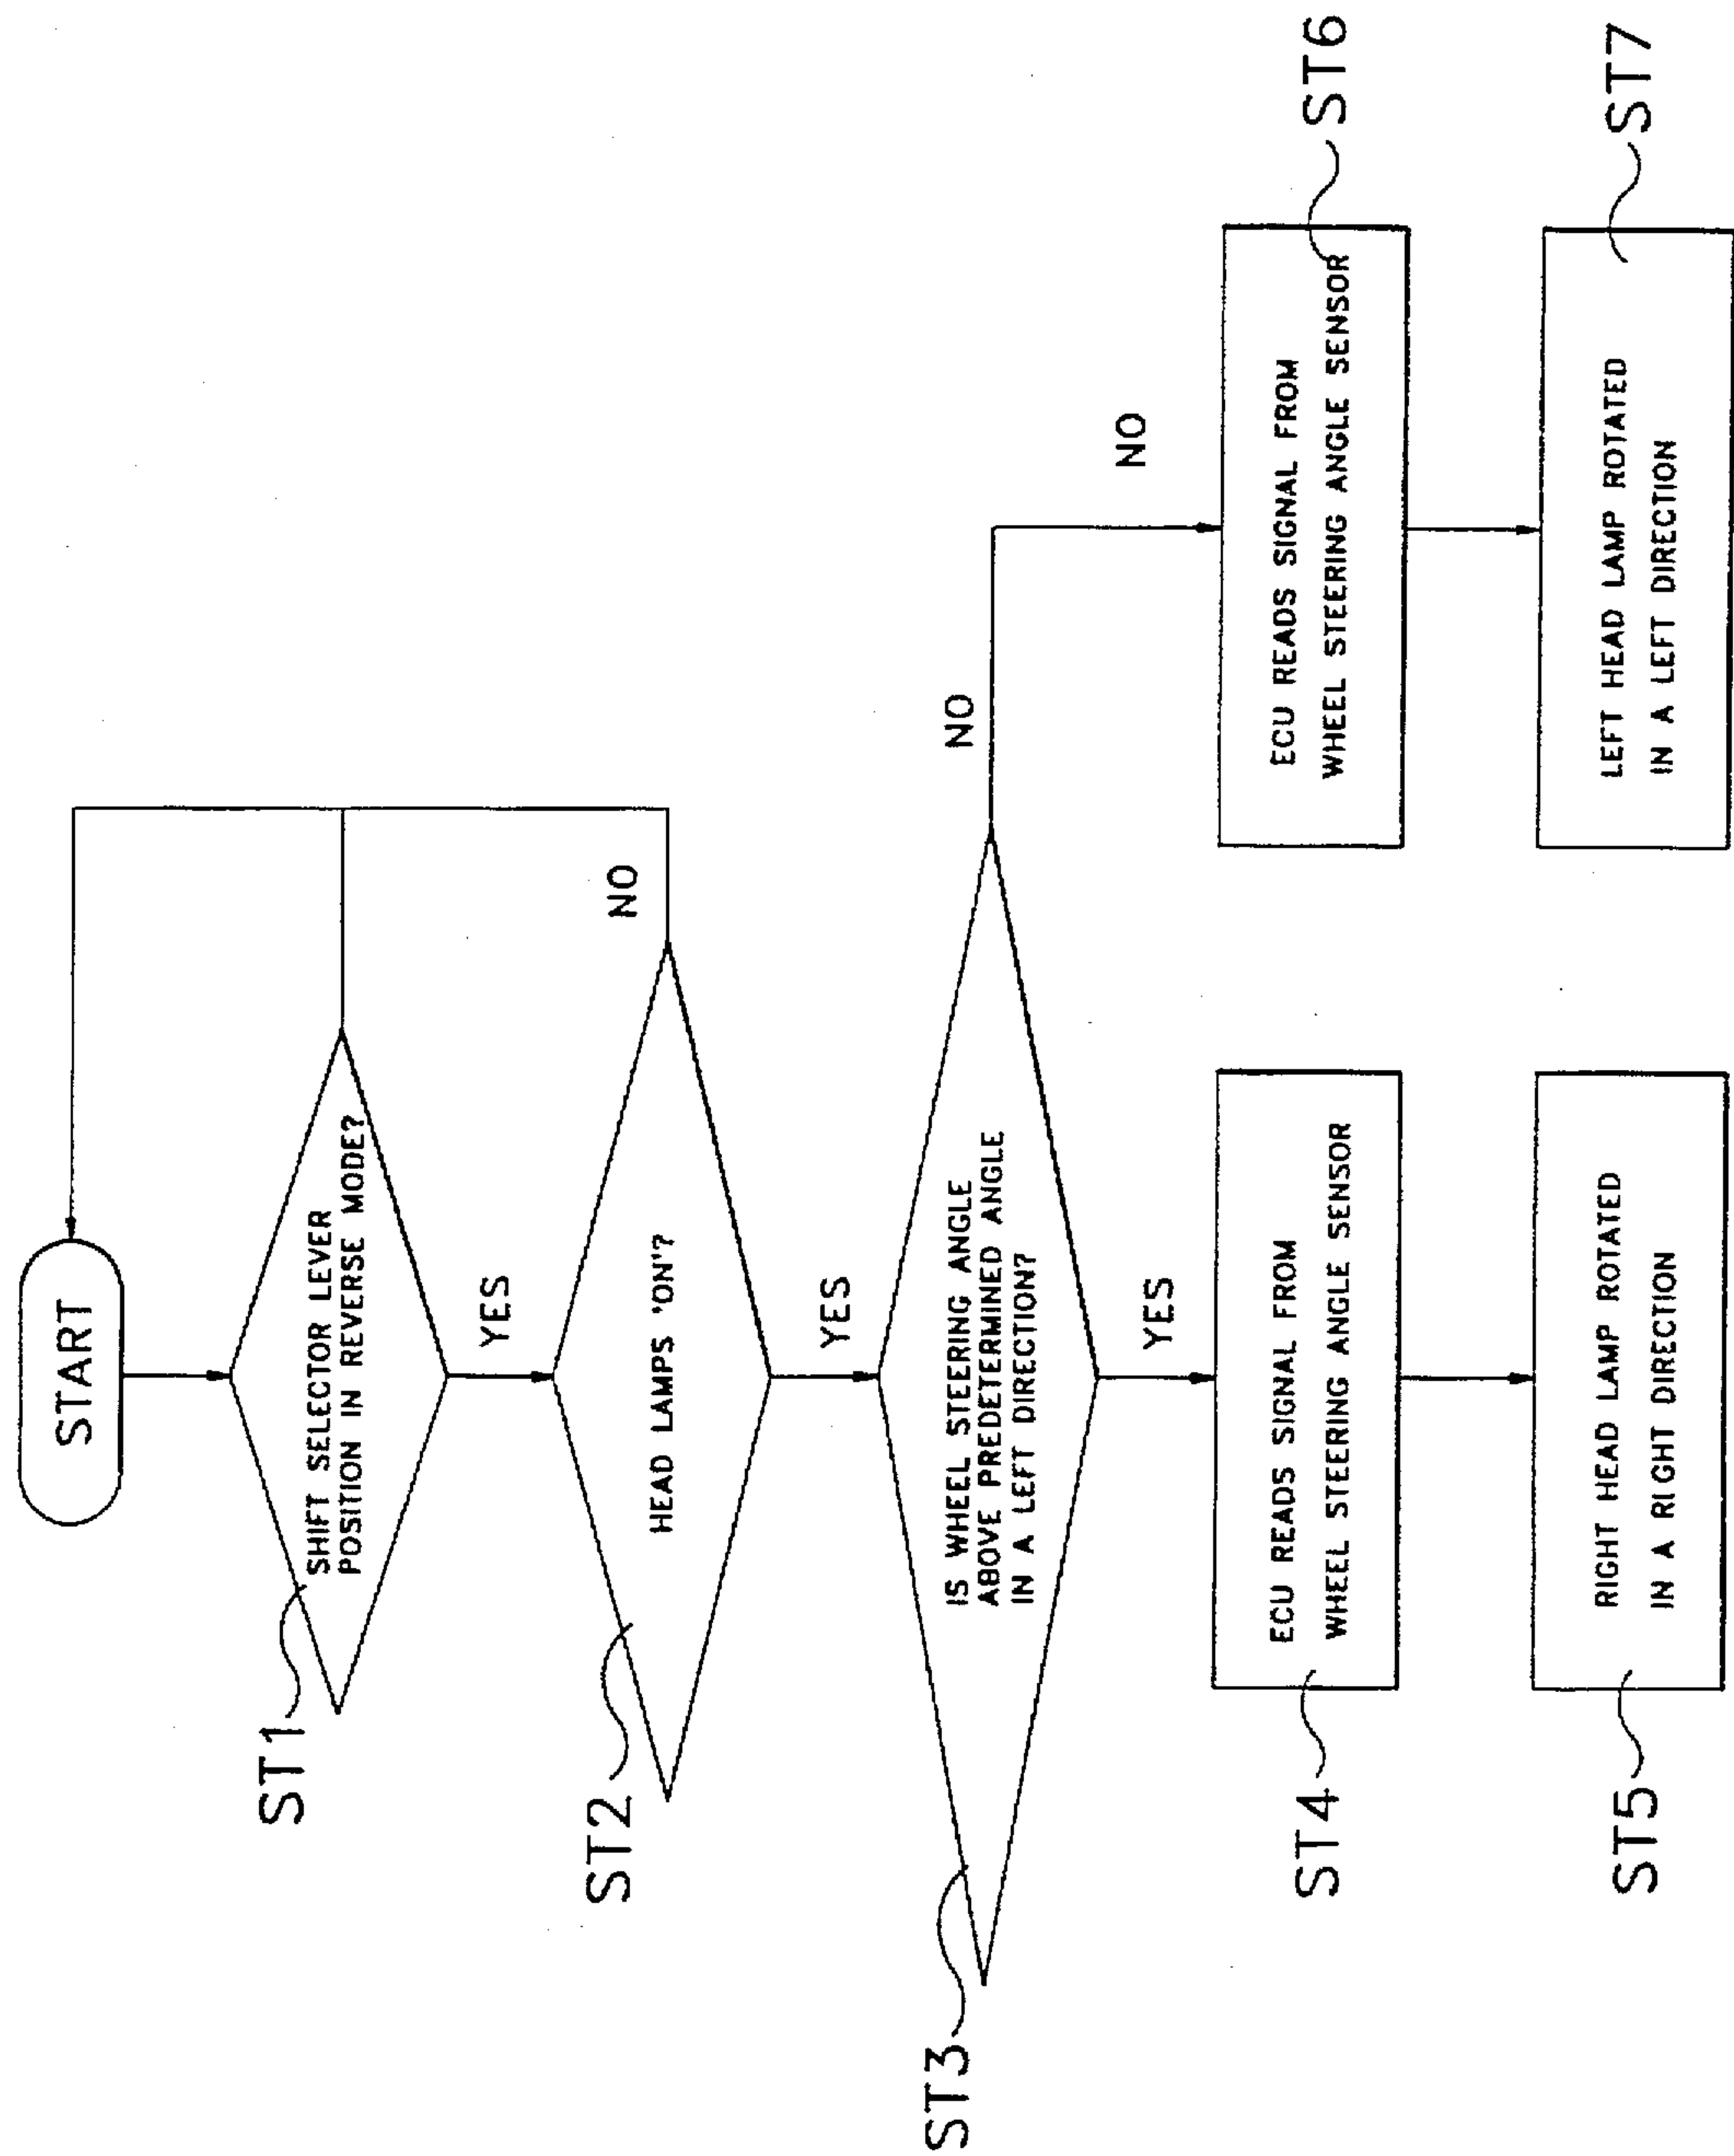 START
ST1
SHIFT SELECTOR LEVER
POSITION IN REVERSE MODE?
YES
NO
ST2
HEAD LAMPS 'ON'?
YES
ST3
IS WHEEL STEERING ANGLE
ABOVE PREDETERMINED ANGLE
IN A LEFT DIRECTION?
NO
YES
NO
ST4
ECU READS SIGNAL FROM
WHEEL STEERING ANGLE SENSOR
ECU READS SIGNAL FROM
WHEEL STEERING ANGLE SENSOR
ST6
ST5
RIGHT HEAD LAMP ROTATED
IN A RIGHT DIRECTION
LEFT HEAD LAMP ROTATED
IN A LEFT DIRECTION
ST7